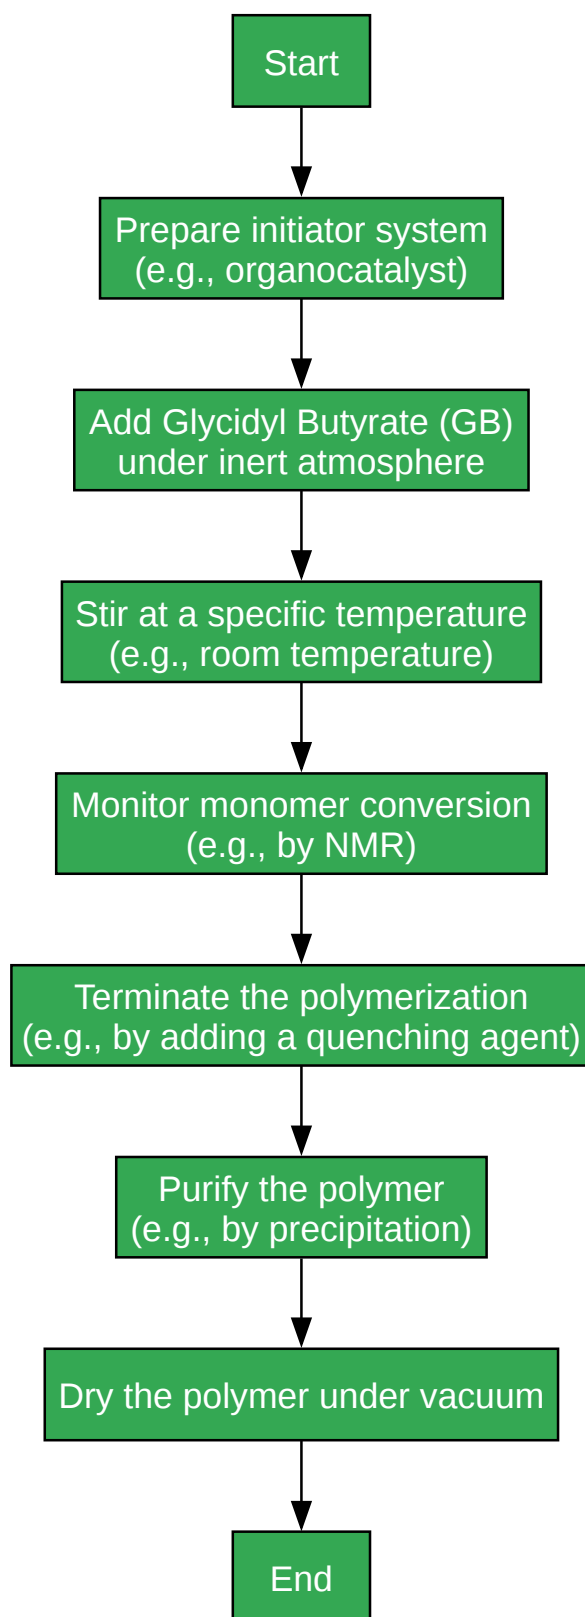 Start
Prepare initiator system
(e.g., organocatalyst)
Add Glycidyl Butyrate (GB)
under inert atmosphere
Stir at a specific temperature
(e.g., room temperature)
Monitor monomer conversion
(e.g., by NMR)
Terminate the polymerization
(e.g., by adding a quenching agent)
Purify the polymer
(e.g., by precipitation)
Dry the polymer under vacuum
End